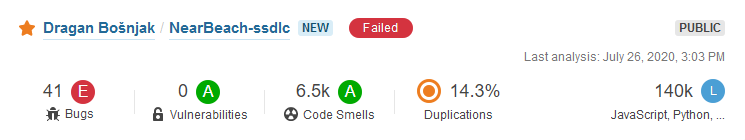 Dragan Bošnjak / NearBeach-ssdlc NEW Failed PUBLIC
Last analysis: July 26, 2020, 3:03 PM
41 E 0 A 6.5k A 14.3% 140k L
Bugs Vulnerabilities Code Smells Duplications JavaScript, Python, ...